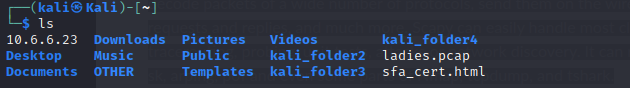 ┌──(kali㉿Kali)-[~]
└─$ ls
10.6.6.23  Downloads  Pictures  Videos  kali_folder4
Desktop  Music  Public  kali_folder2  ladies.pcap
Documents  OTHER  Templates  kali_folder3  sfa_cert.html